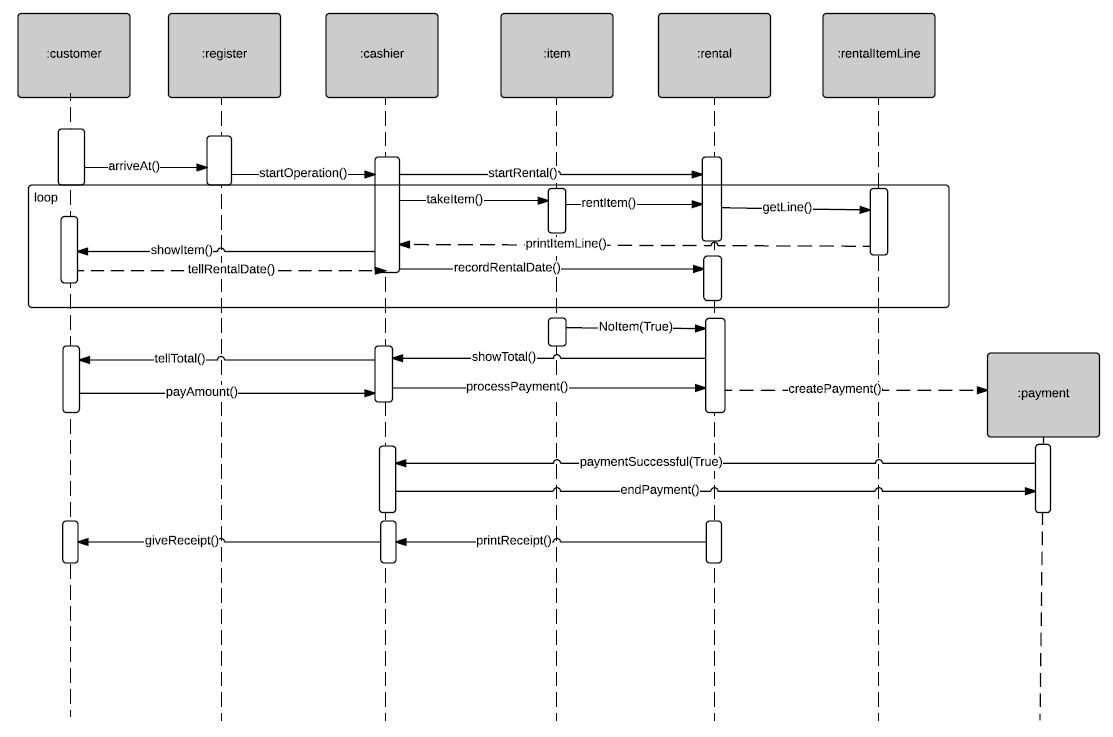 :customer
:register
:cashier
:item
:rental
:rentalItemLine
arriveAt()
startOperation()
startRental()
loop
takeItem()
rentItem()
getLine()
showItem()
printItemLine()
tellRentalDate()
recordRentalDate()
NoItem(True)
tellTotal()
showTotal()
payAmount()
processPayment()
createPayment()
:payment
paymentSuccessful(True)
endPayment()
giveReceipt()
printReceipt()